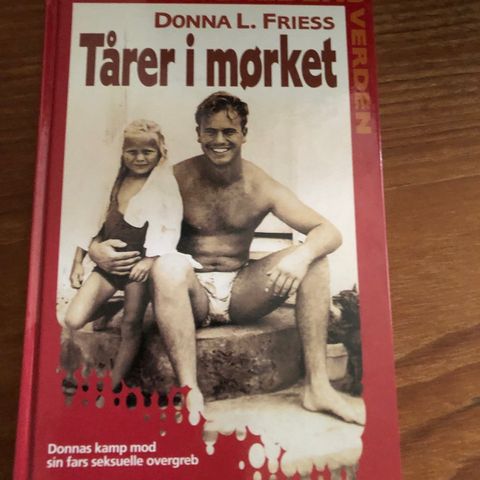 VERDEN
DONNA L. FRIESS
Tårer i mørket
Donnas kamp mod
sin fars seksuelle overgreb